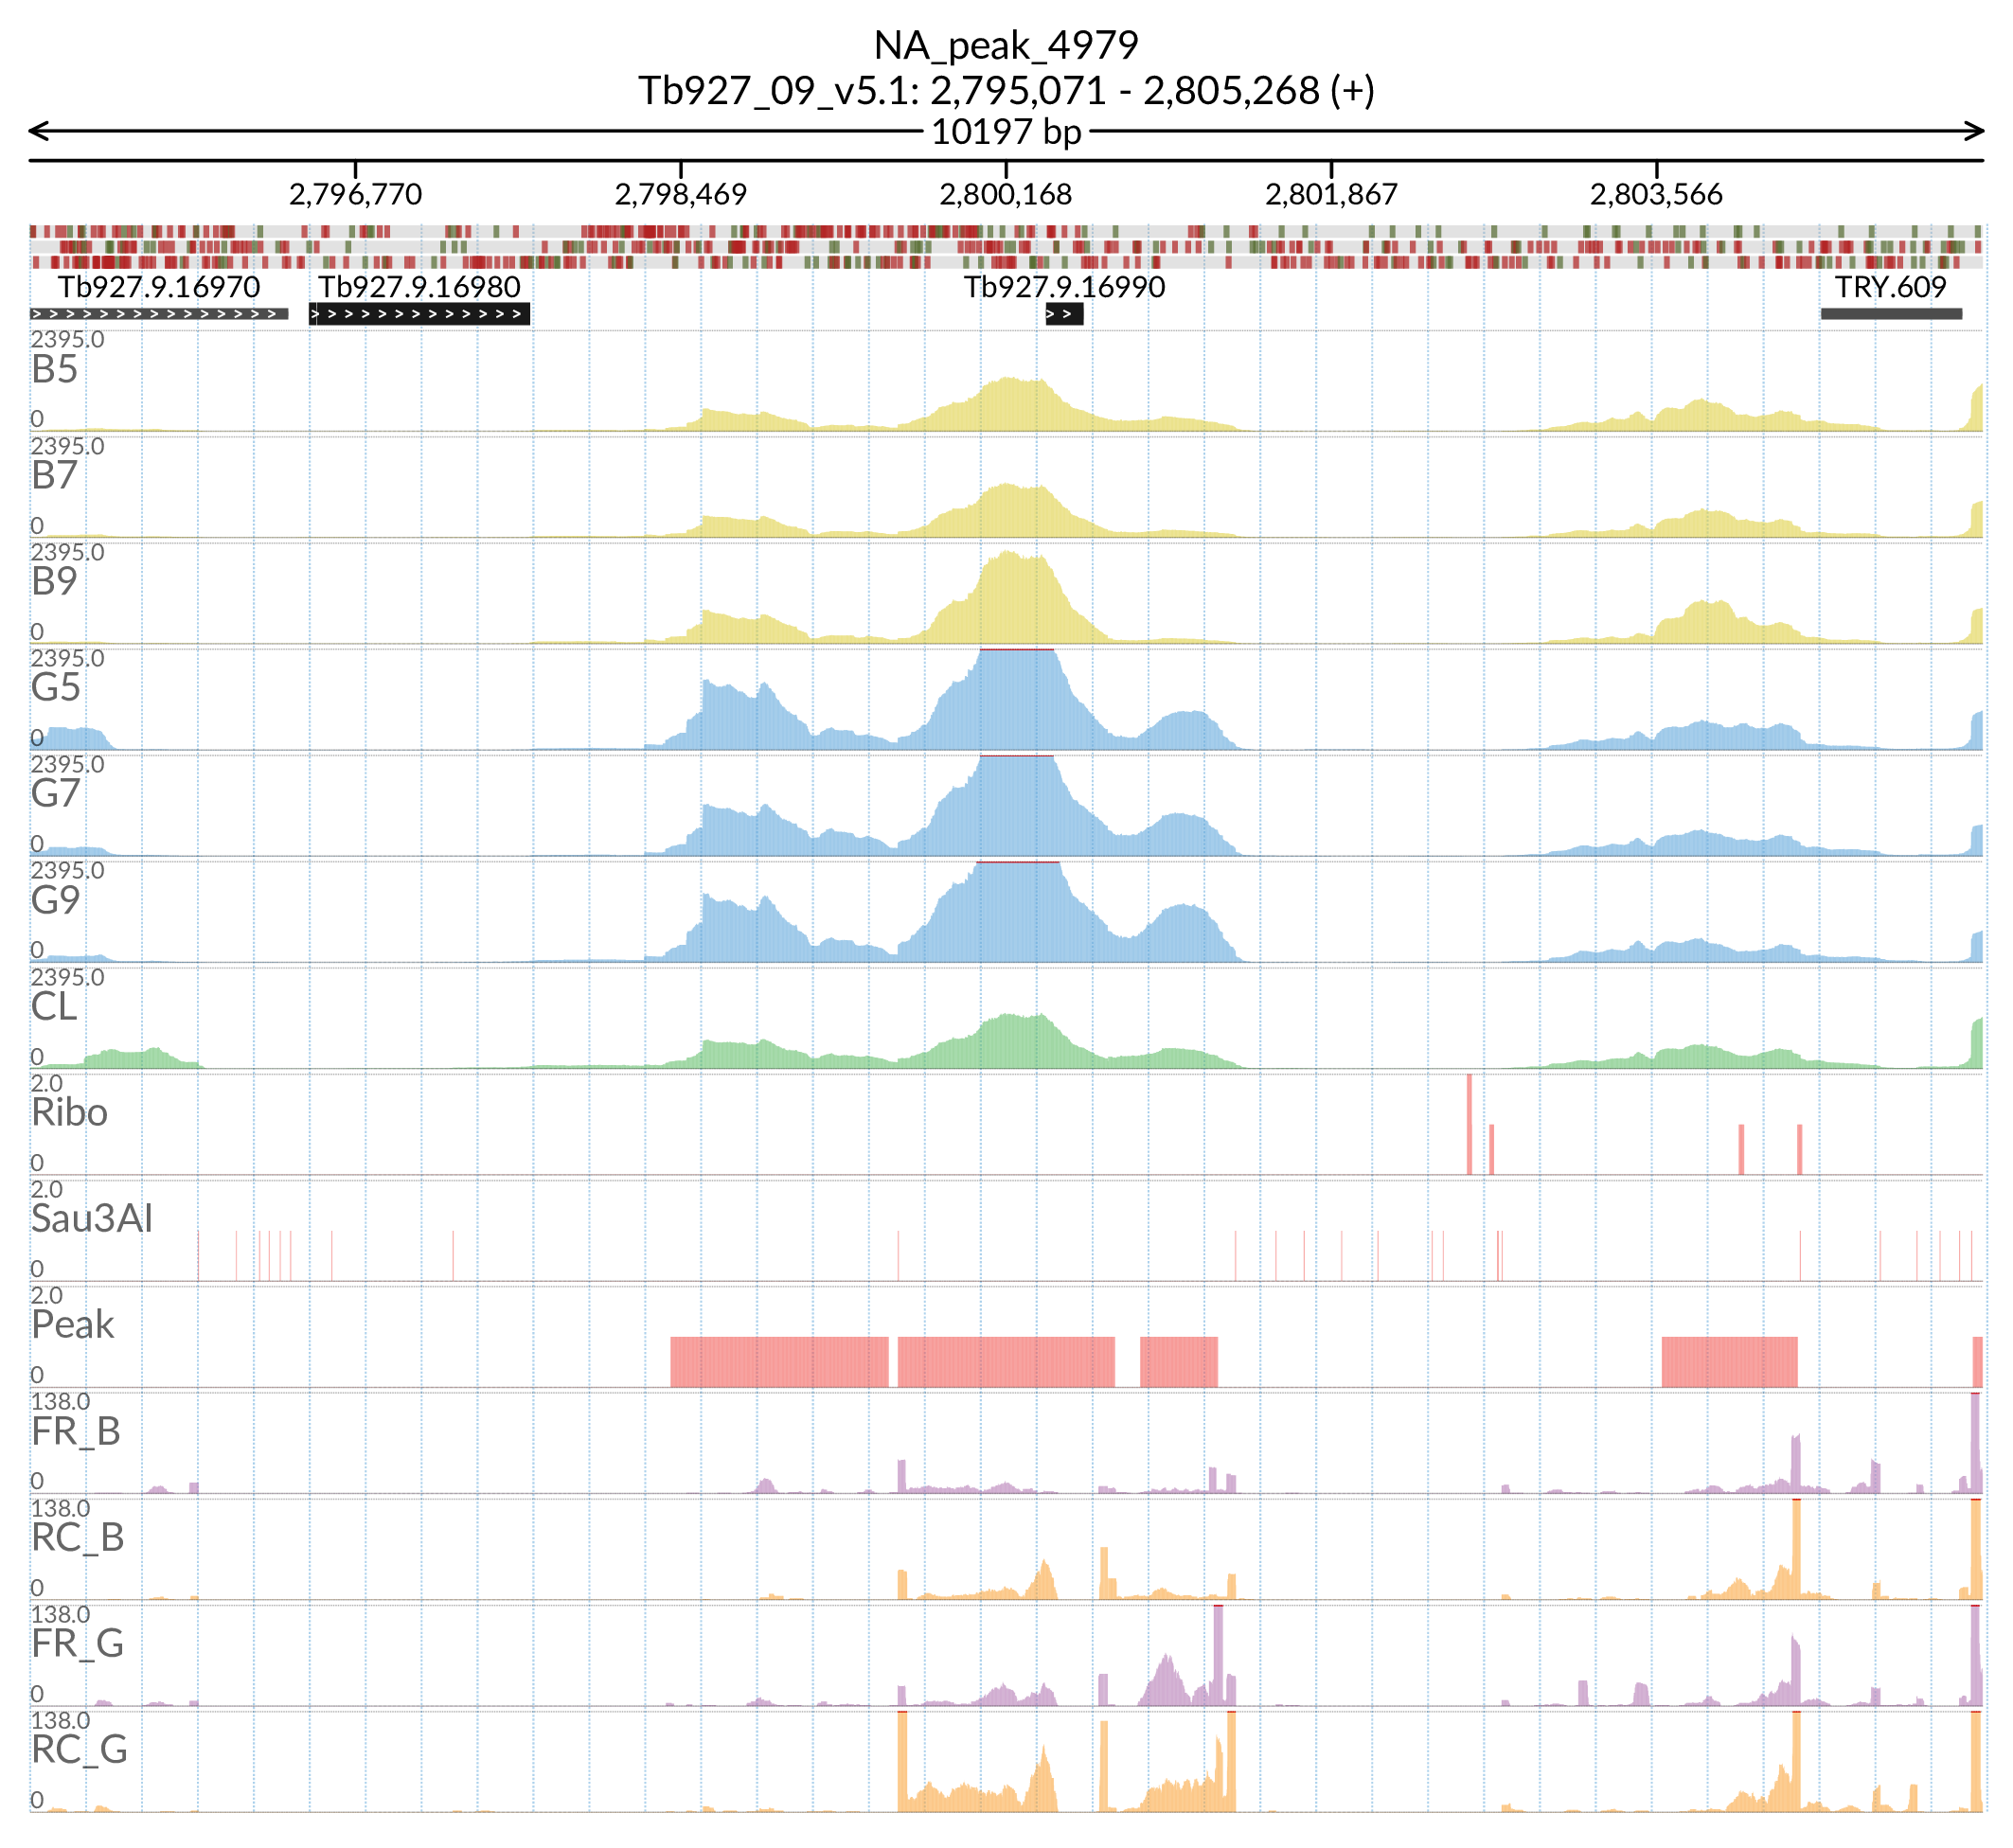 NA_peak_4979
Tb927_09_v5.1: 2,795,071 - 2,805,268 (+)
10197 bp
2,796,770 2,798,469 2,800,168 2,801,867 2,803,566
Tb927.9.16970 Tb927.9.16980 Tb927.9.16990 TRY.609
2395.0
B5
0
2395.0
B7
0
2395.0
B9
0
2395.0
G5
0
2395.0
G7
0
2395.0
G9
0
2395.0
CL
0
2.0
Ribo
0
2.0
Sau3AI
0
2.0
Peak
0
138.0
FR_B
0
138.0
RC_B
0
138.0
FR_G
0
138.0
RC_G
0